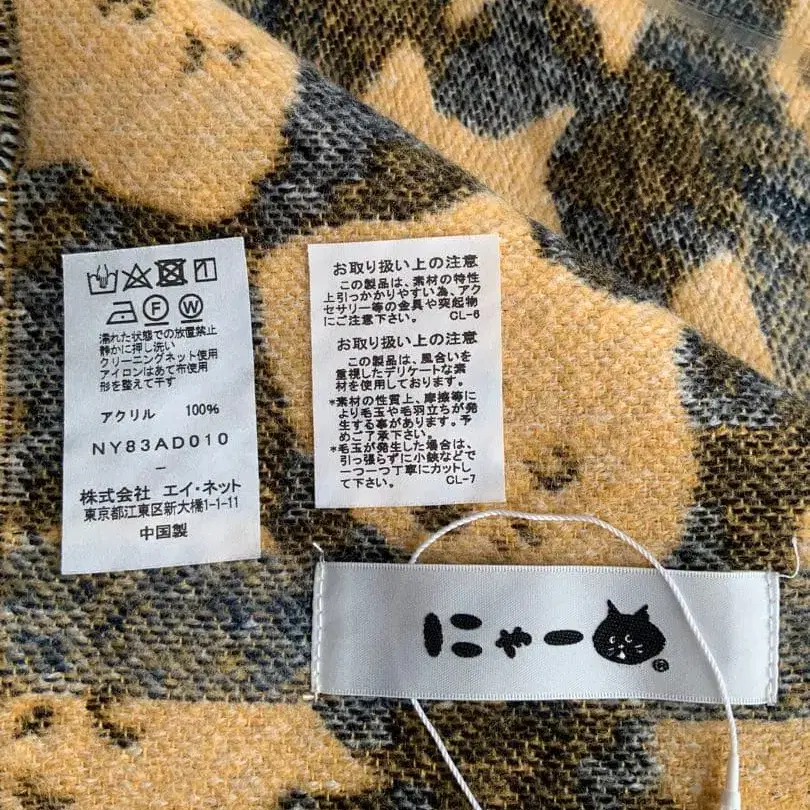 濡れた状態での放置禁止
静かに押し洗い
クリーニングネット使用
アイロンはあて布使用
形を整えて干す
アクリル 100%
NY83AD010
-
株式会社 エイ・ネット
東京都江東区新大橋1-1-11
中国製
お取り扱い上の注意
この製品は、素材の特性
上引っかかりやすい為、アク
セサリー等の金具や突起物
にご注意下さい。 CL-6
お取り扱い上の注意
この製品は、風合いを
重視したデリケートな素
材を使用しております。
*素材の性質上、摩擦等に
より毛玉や毛羽立ちが発
生する事があります。予
めご了承下さい。
*毛玉が発生した場合は、
引っ張らずに小鋏などで
一つ一つ丁寧にカットし
て下さい。 CL-7
にゃー
®